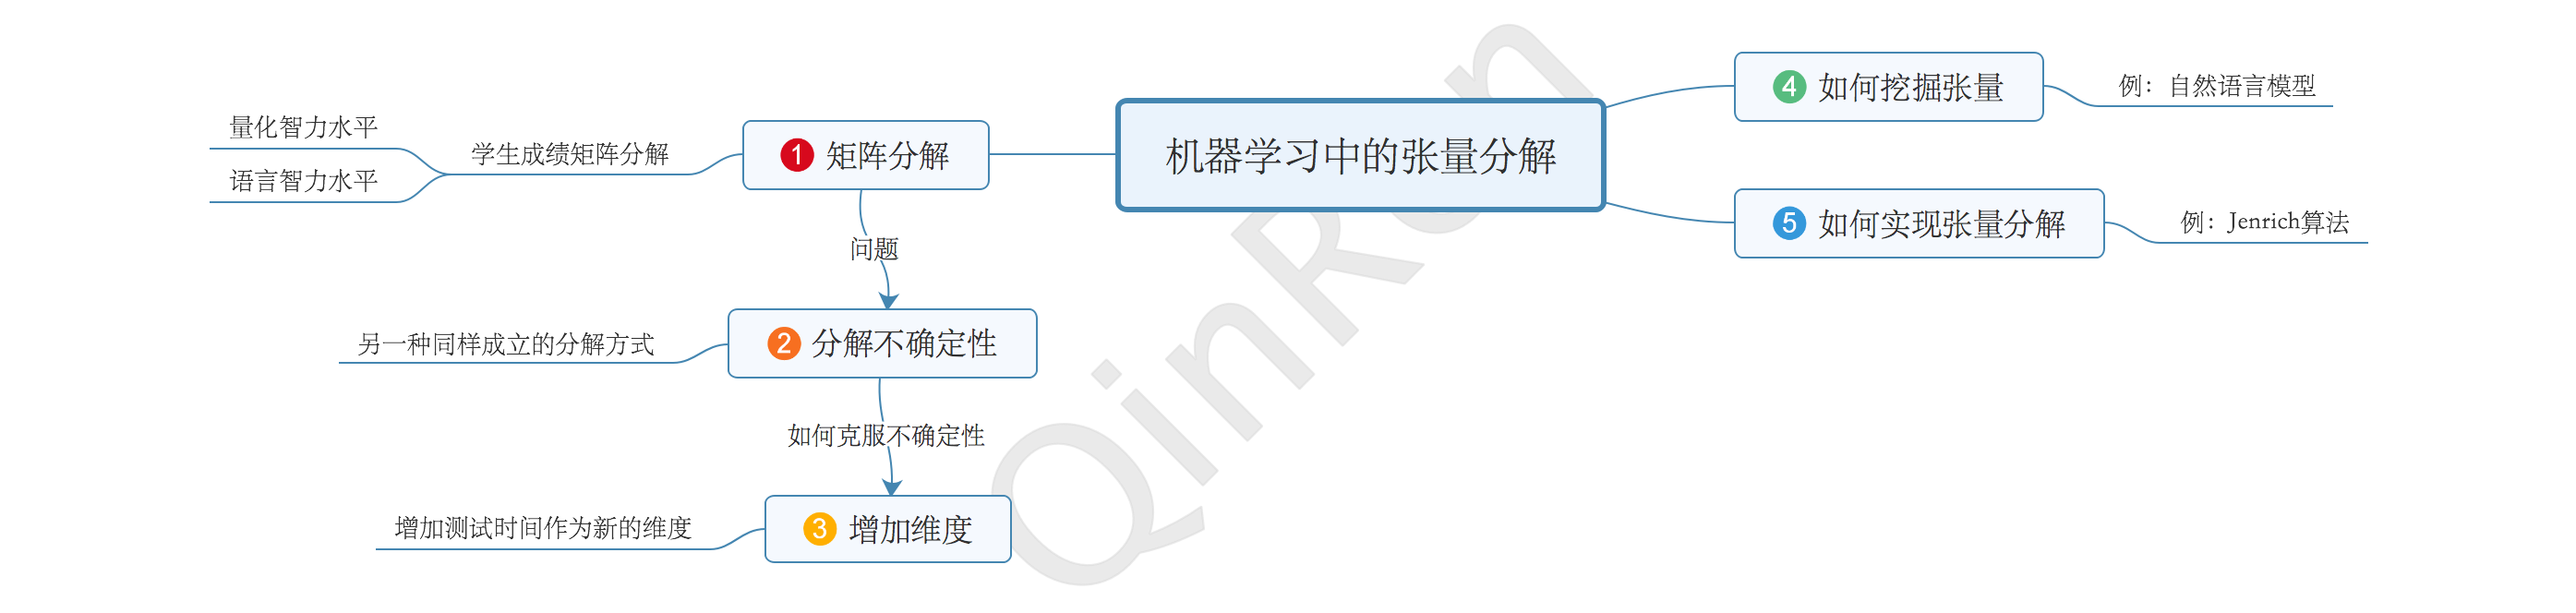 机器学习中的张量分解
1 矩阵分解
学生成绩矩阵分解
量化智力水平
语言智力水平
问题
2 分解不确定性
另一种同样成立的分解方式
如何克服不确定性
3 增加维度
增加测试时间作为新的维度
4 如何挖掘张量
例：自然语言模型
5 如何实现张量分解
例：Jenrich算法
QinRen